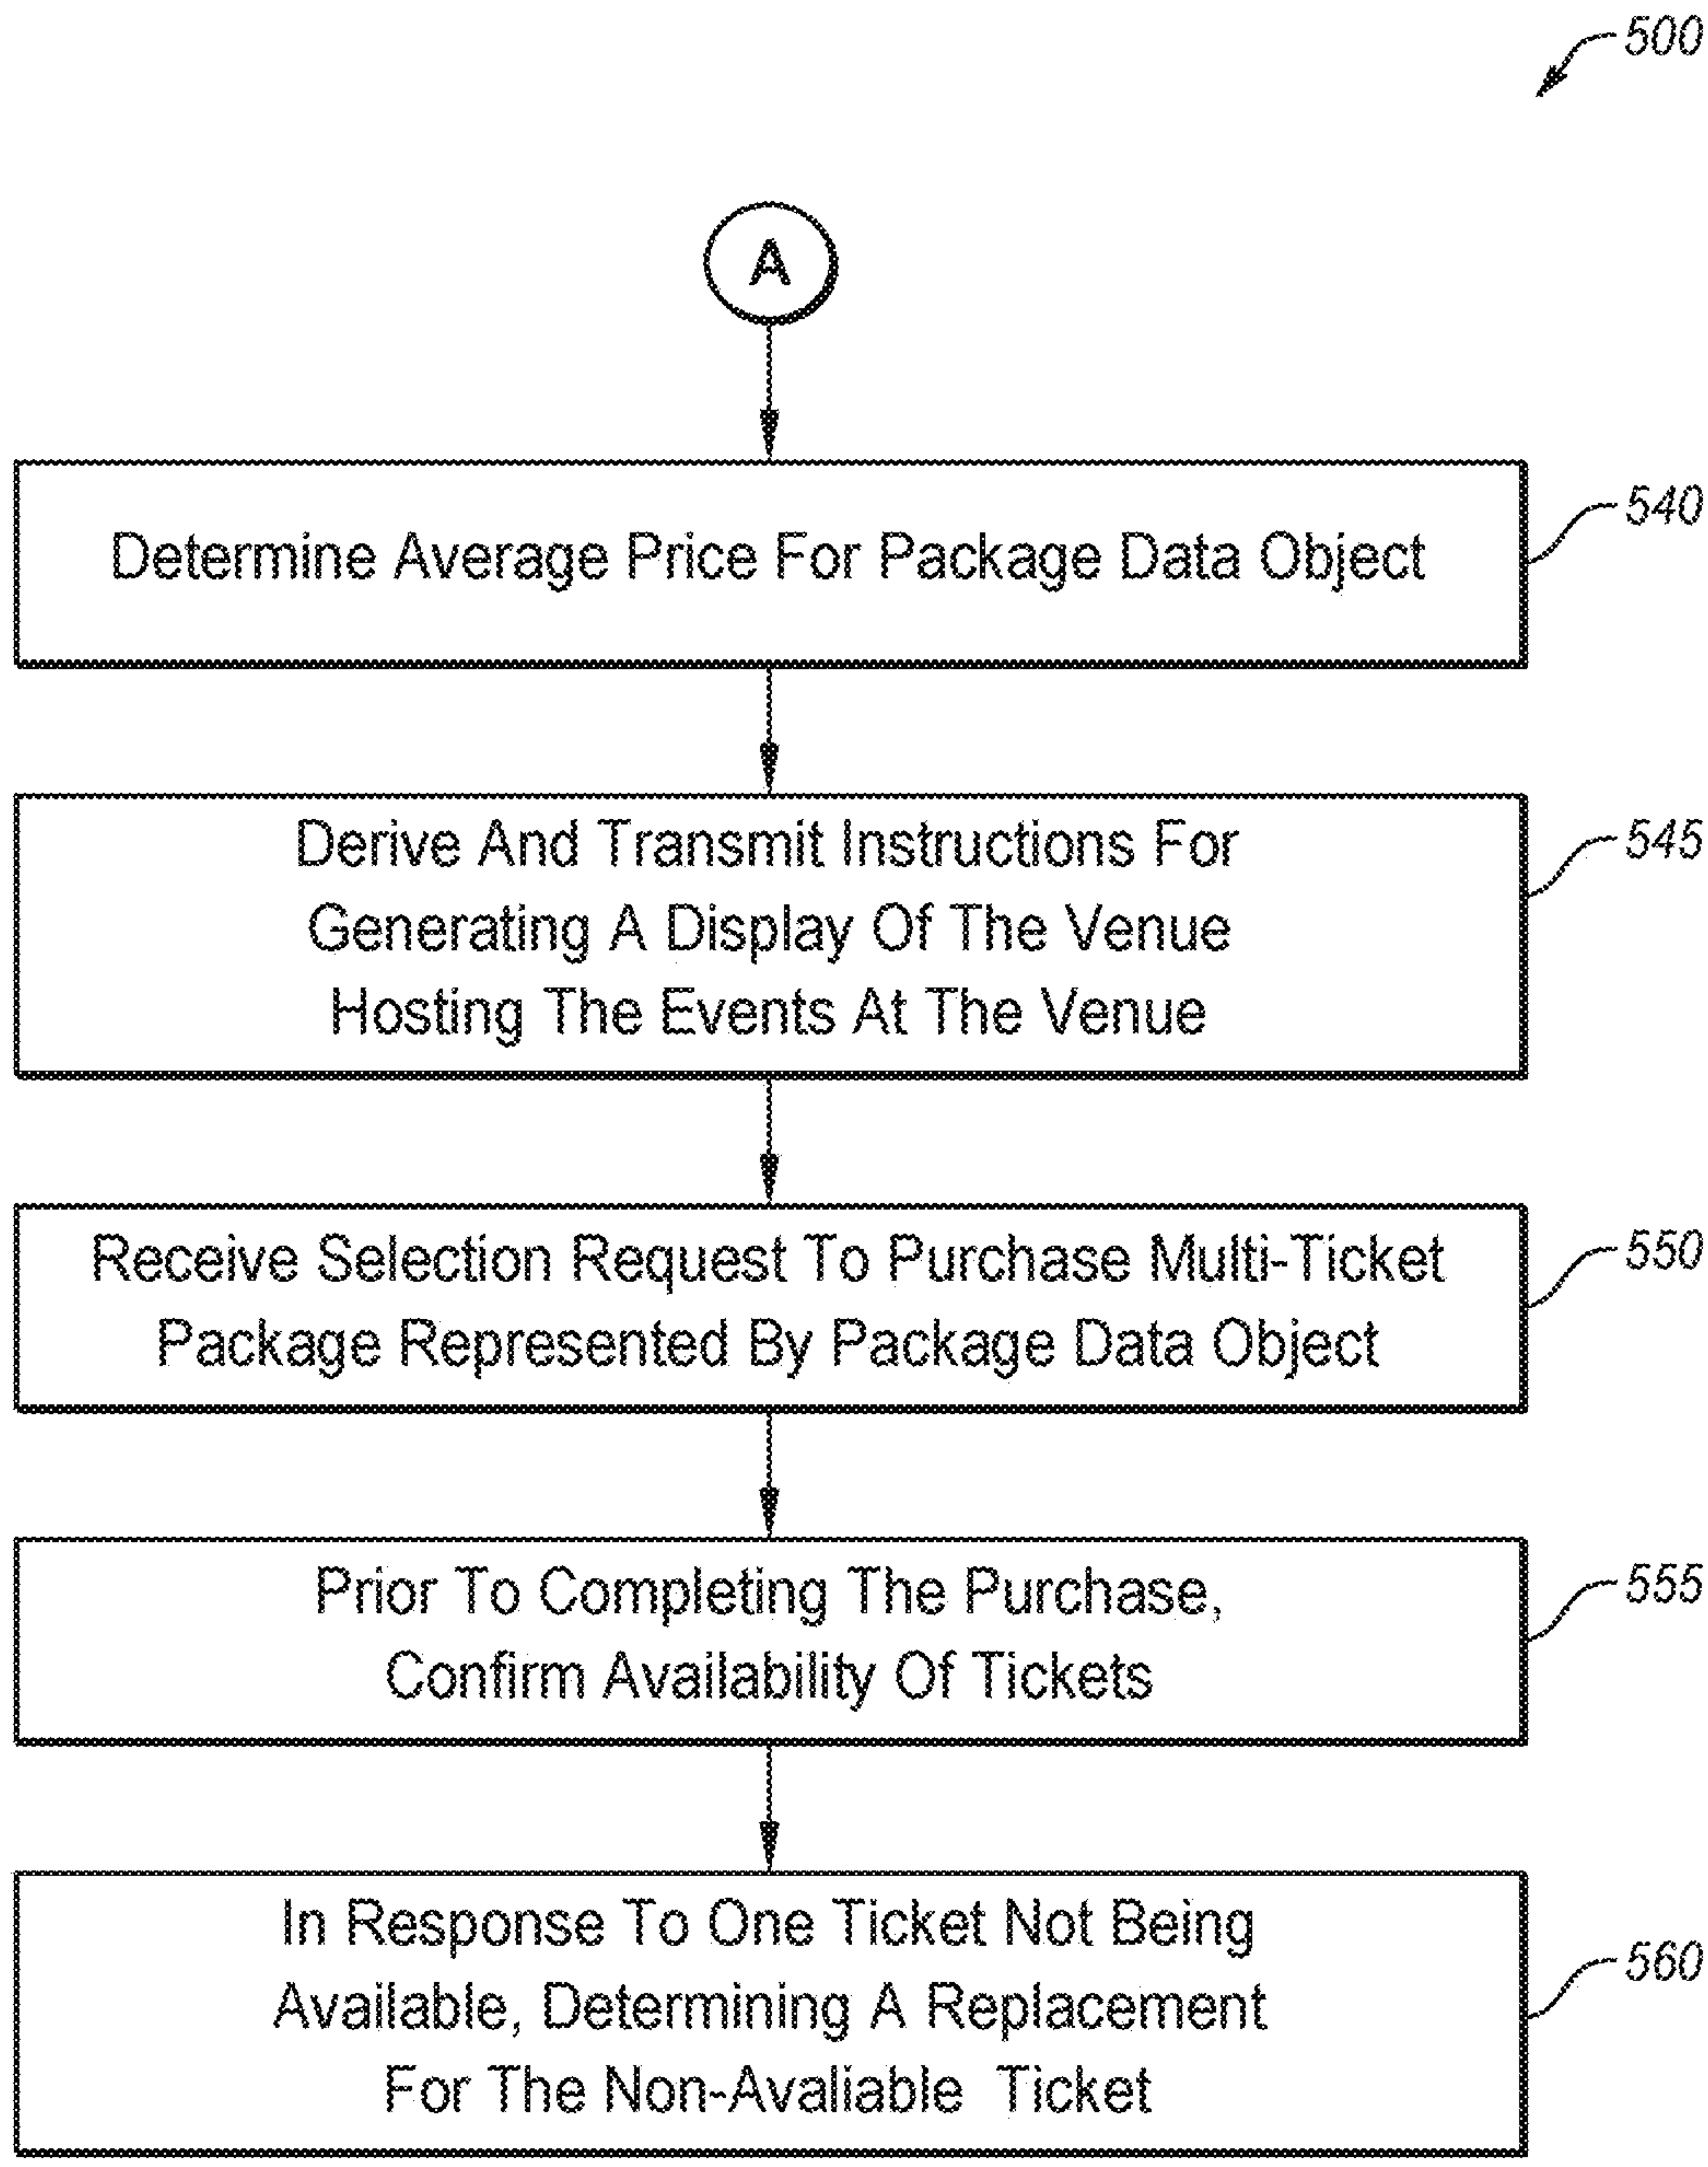 500
A
Determine Average Price For Package Data Object
540
Derive And Transmit Instructions For
Generating A Display Of The Venue
Hosting The Events At The Venue
545
Receive Selection Request To Purchase Multi-Ticket
Package Represented By Package Data Object
550
Prior To Completing The Purchase,
Confirm Availability Of Tickets
555
In Response To One Ticket Not Being
Available, Determining A Replacement
For The Non-Avaliable Ticket
560